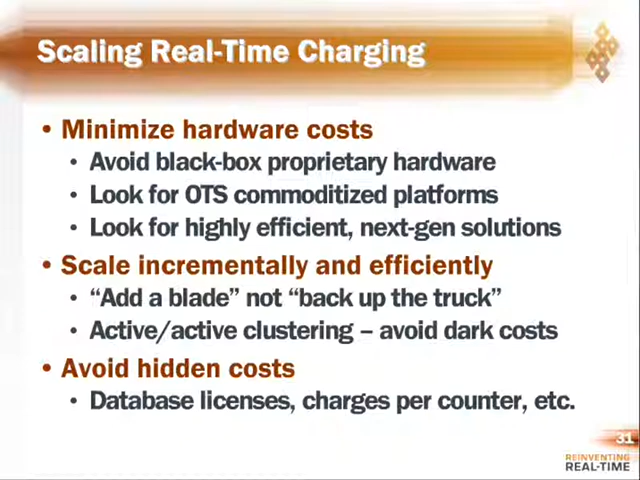 Scaling Real-Time Charging
• Minimize hardware costs
• Avoid black-box proprietary hardware
• Look for OTS commoditized platforms
• Look for highly efficient, next-gen solutions
• Scale incrementally and efficiently
• “Add a blade” not “back up the truck”
• Active/active clustering – avoid dark costs
• Avoid hidden costs
• Database licenses, charges per counter, etc.
31
REINVENTING
REAL-TIME